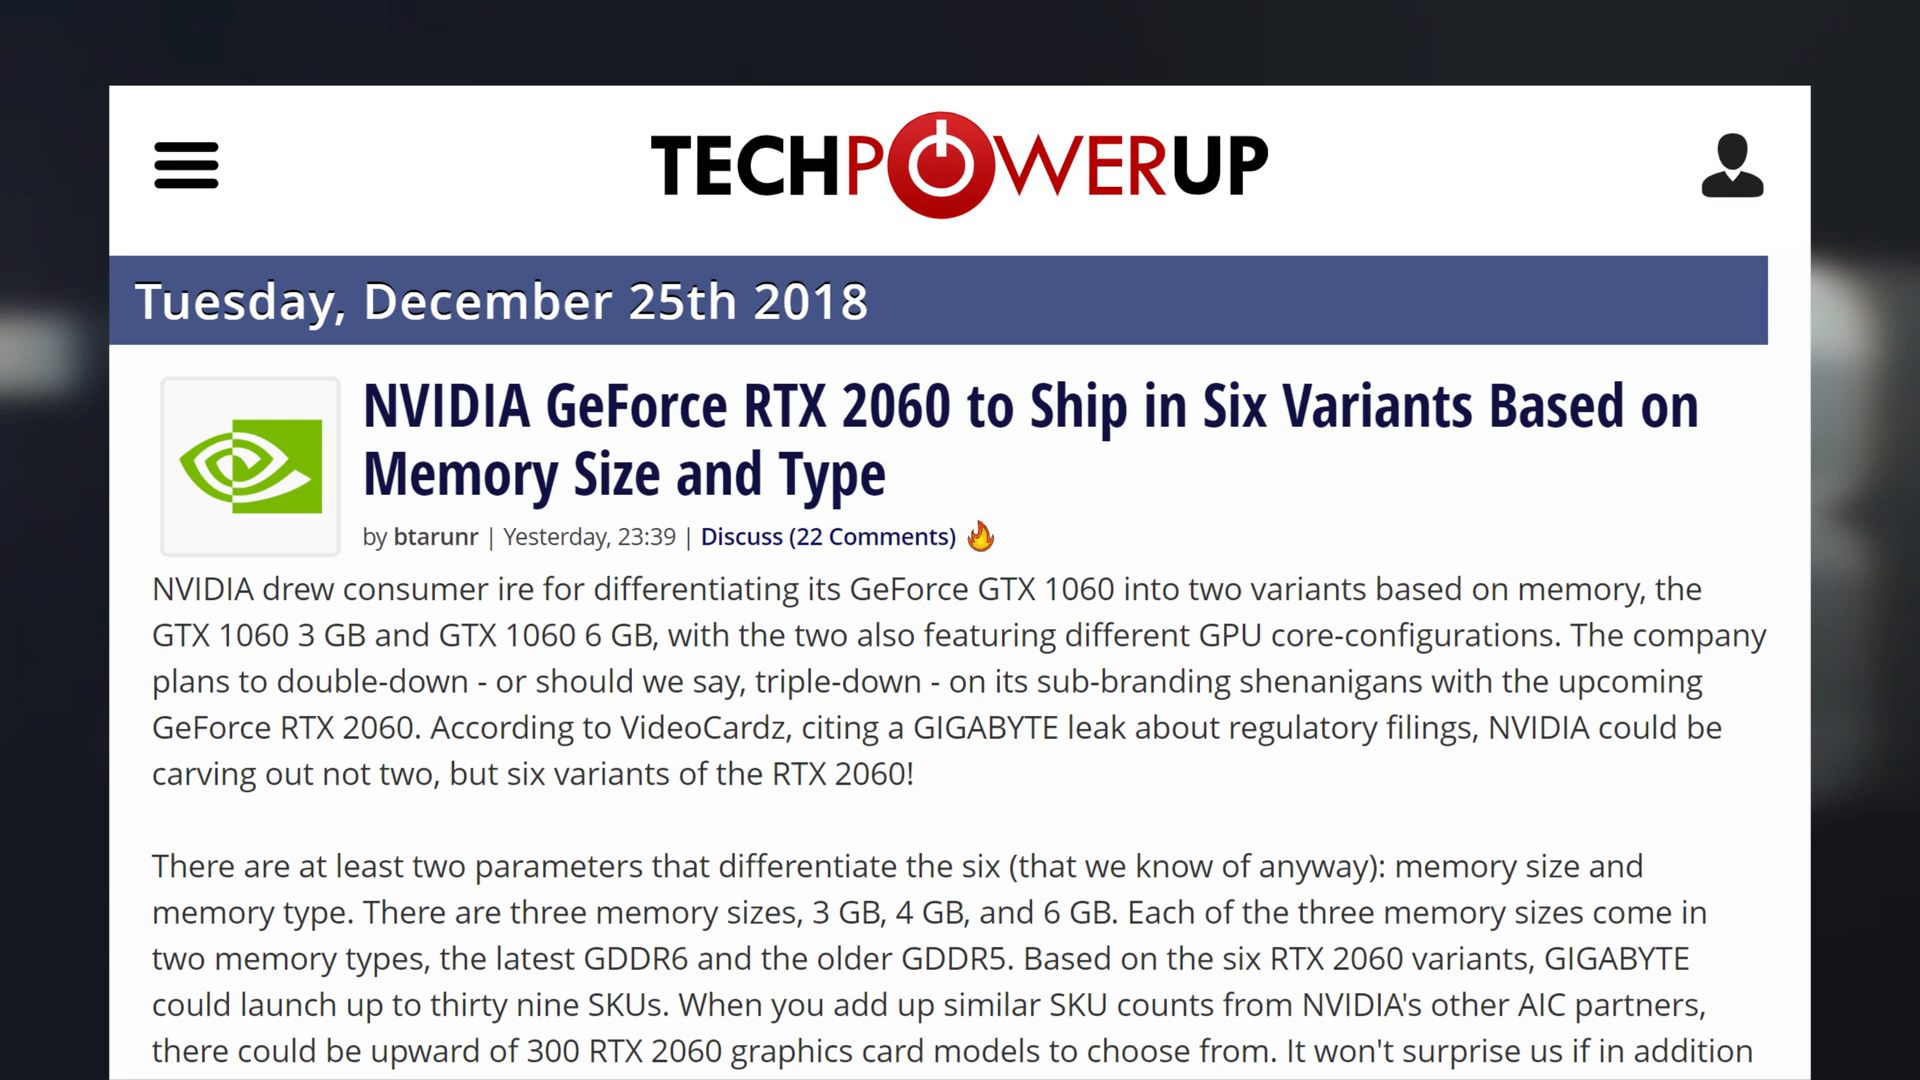 TECHPOWERUP
Tuesday, December 25th 2018
NVIDIA GeForce RTX 2060 to Ship in Six Variants Based on
Memory Size and Type
by btarunr | Yesterday, 23:39 | Discuss (22 Comments)
NVIDIA drew consumer ire for differentiating its GeForce GTX 1060 into two variants based on memory, the
GTX 1060 3 GB and GTX 1060 6 GB, with the two also featuring different GPU core-configurations. The company
plans to double-down - or should we say, triple-down - on its sub-branding shenanigans with the upcoming
GeForce RTX 2060. According to VideoCardz, citing a GIGABYTE leak about regulatory filings, NVIDIA could be
carving out not two, but six variants of the RTX 2060!
There are at least two parameters that differentiate the six (that we know of anyway): memory size and
memory type. There are three memory sizes, 3 GB, 4 GB, and 6 GB. Each of the three memory sizes come in
two memory types, the latest GDDR6 and the older GDDR5. Based on the six RTX 2060 variants, GIGABYTE
could launch up to thirty nine SKUs. When you add up similar SKU counts from NVIDIA's other AIC partners,
there could be upward of 300 RTX 2060 graphics card models to choose from. It won't surprise us if in addition